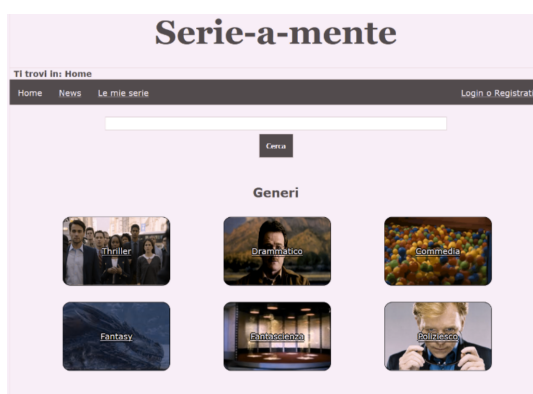 Serie-a-mente
Ti trovi in: Home
Home News Le mie serie Login o Registrati
Cerca
Generi
Thriller Drammatico Commedia
Fantasy Fantascienza Poliziesco